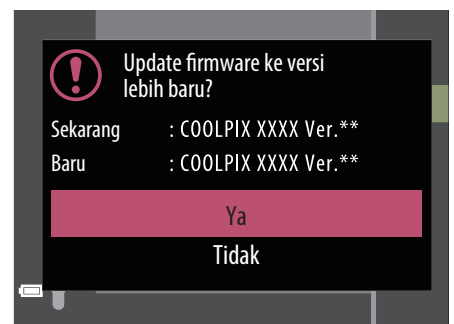 Update firmware ke versi
lebih baru?
Sekarang : COOLPIX XXXX Ver.**
Baru : COOLPIX XXXX Ver.**
Ya
Tidak